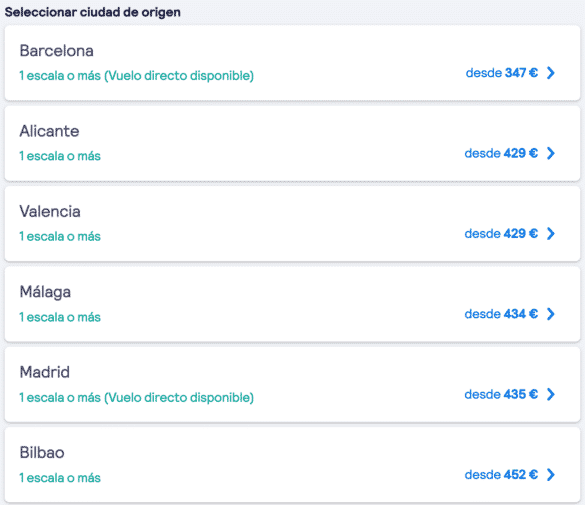 Seleccionar ciudad de origen
Barcelona
1 escala o más (Vuelo directo disponible)
desde 347 €
Alicante
1 escala o más
desde 429 €
Valencia
1 escala o más
desde 429 €
Málaga
1 escala o más
desde 434 €
Madrid
1 escala o más (Vuelo directo disponible)
desde 435 €
Bilbao
1 escala o más
desde 452 €